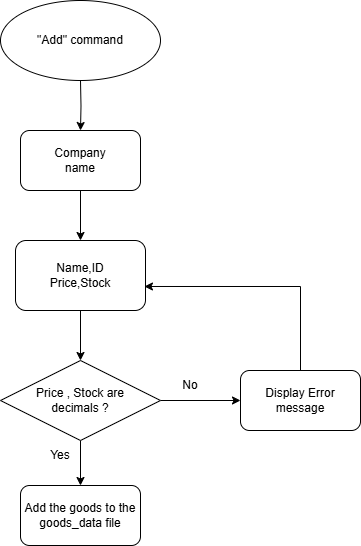 "Add" command
Company
name
Name,ID
Price,Stock
Price , Stock are
decimals ?
No
Display Error
message
Yes
Add the goods to the
goods_data file